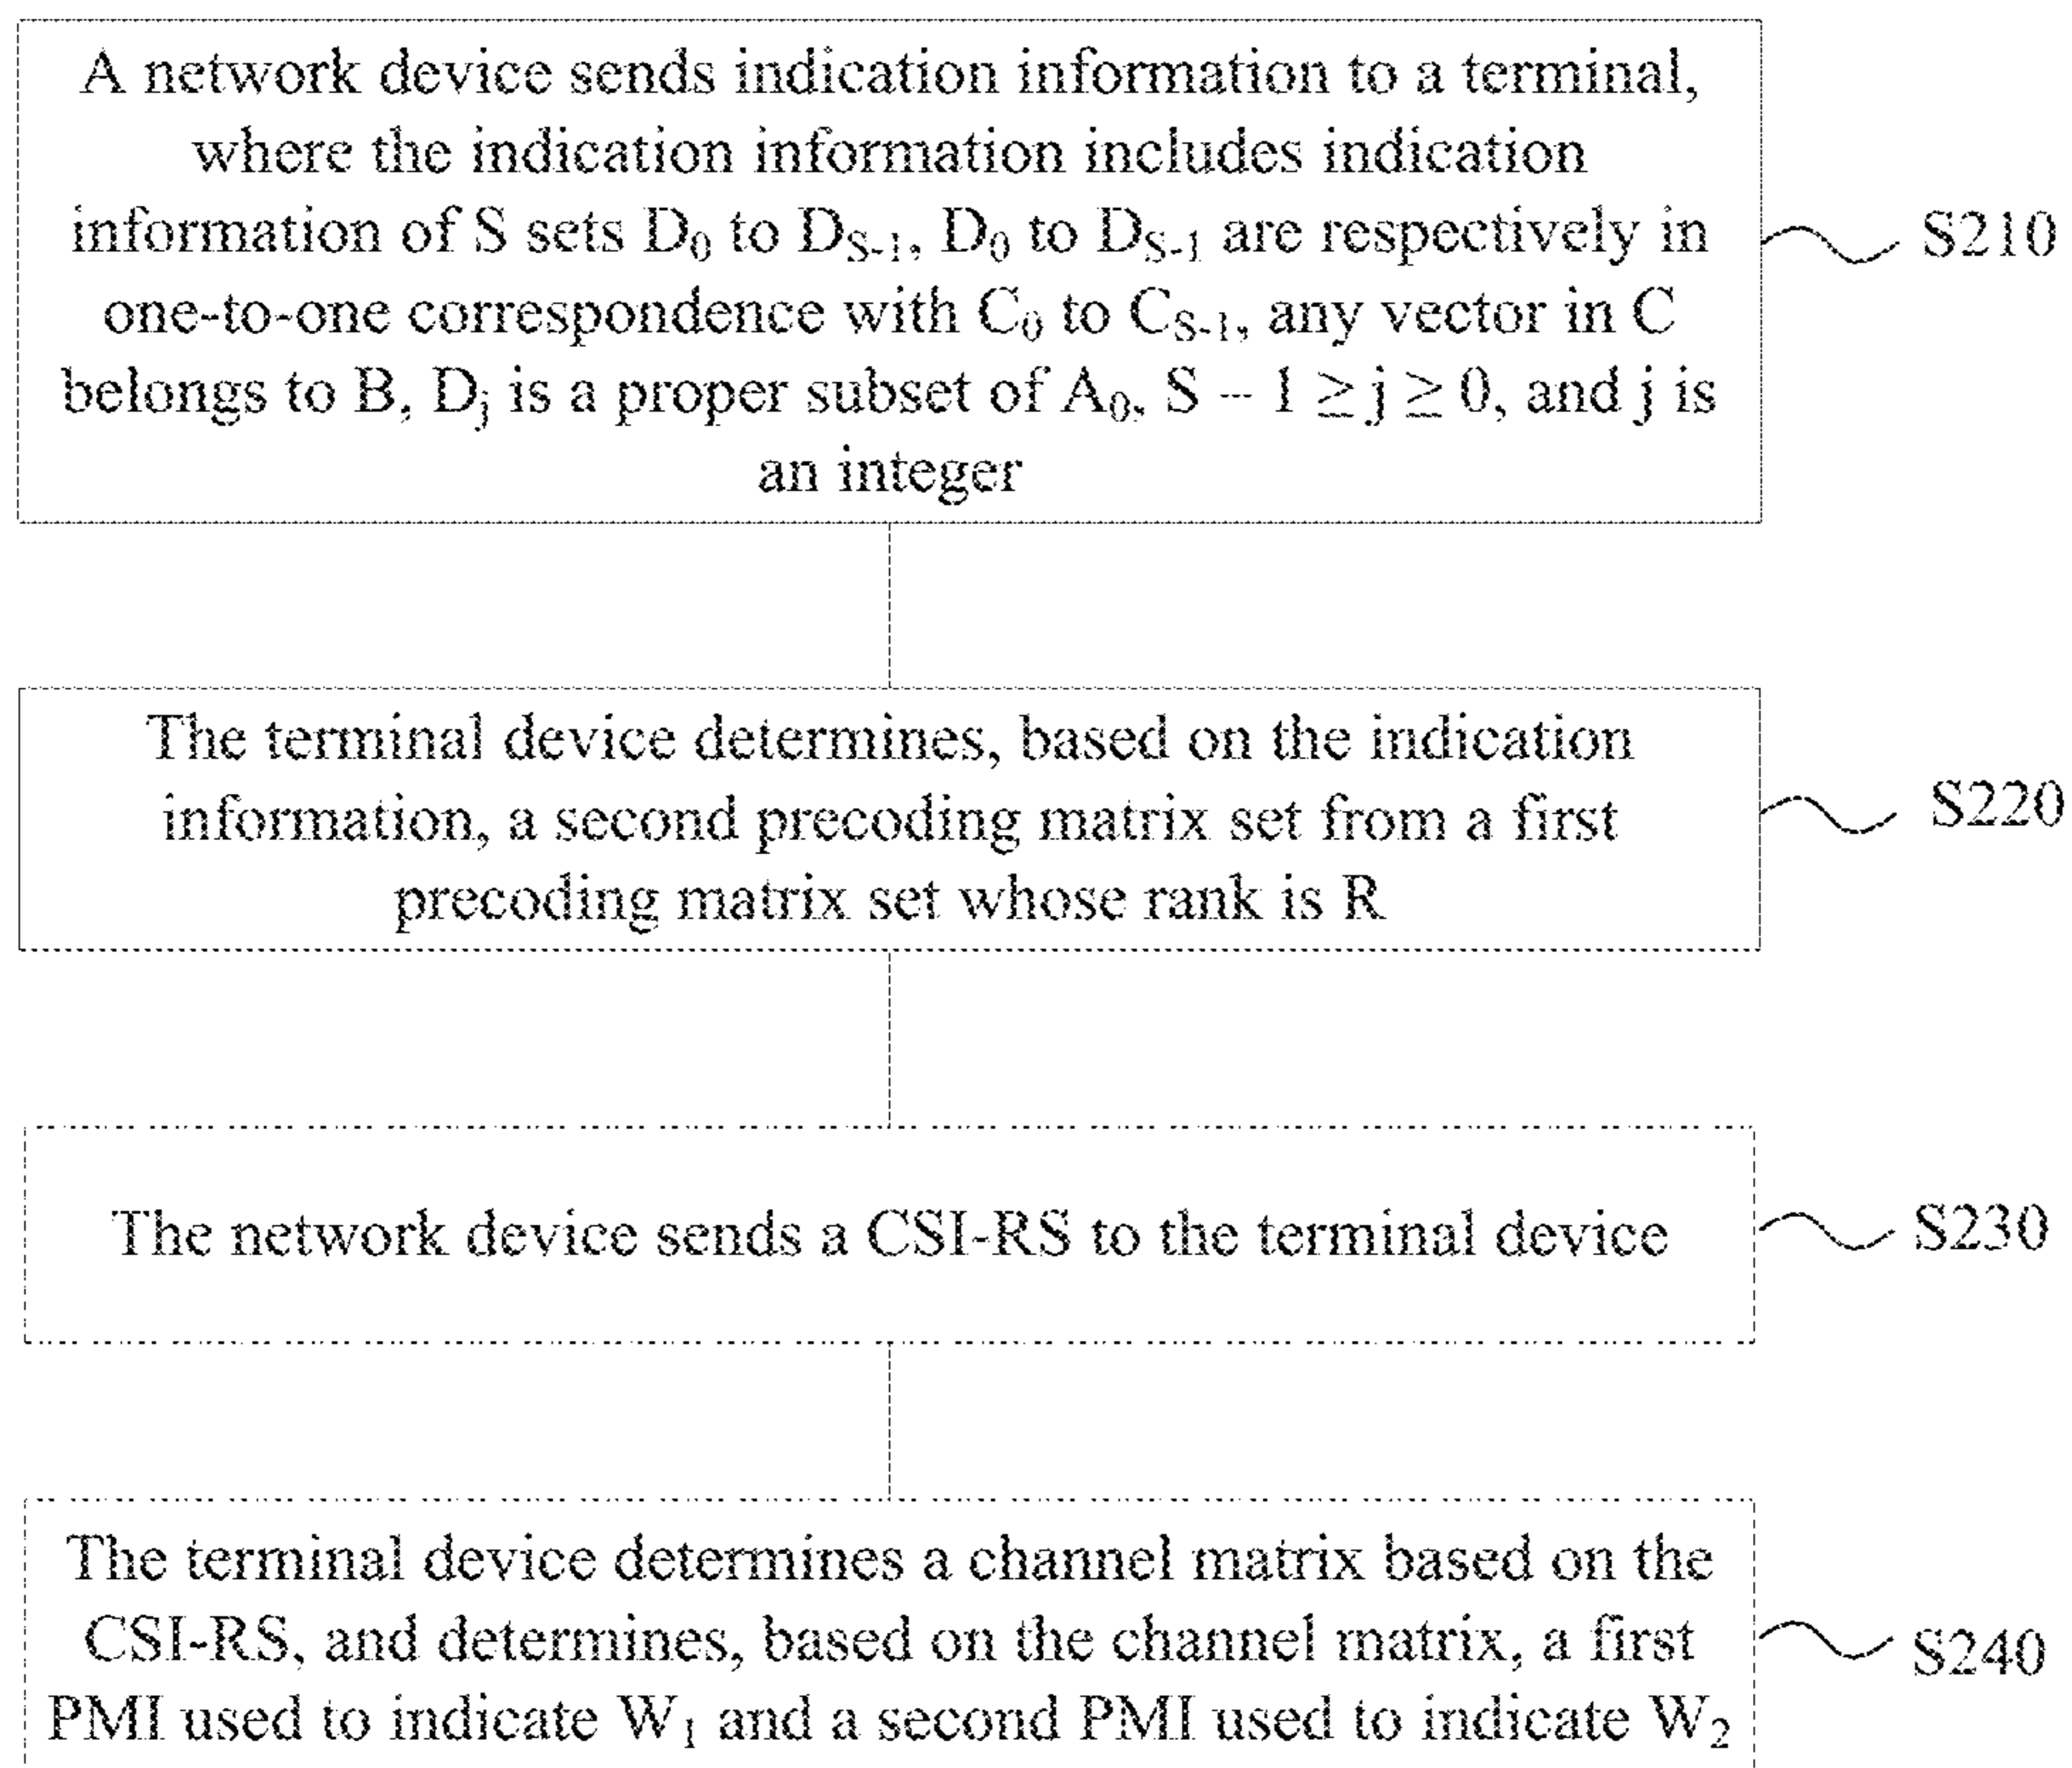 A network device sends indication information to a terminal,
where the indication information includes indication
information of S sets D₀ to D_S-1, D₀ to D_S-1 are respectively in
one-to-one correspondence with C₀ to C_S-1, any vector in C
belongs to B, D_j is a proper subset of A₀, S – 1 ≥ j ≥ 0, and j is
an integer
S210
The terminal device determines, based on the indication
information, a second precoding matrix set from a first
precoding matrix set whose rank is R
S220
The network device sends a CSI-RS to the terminal device
S230
The terminal device determines a channel matrix based on the
CSI-RS, and determines, based on the channel matrix, a first
PMI used to indicate W₁ and a second PMI used to indicate W₂
S240